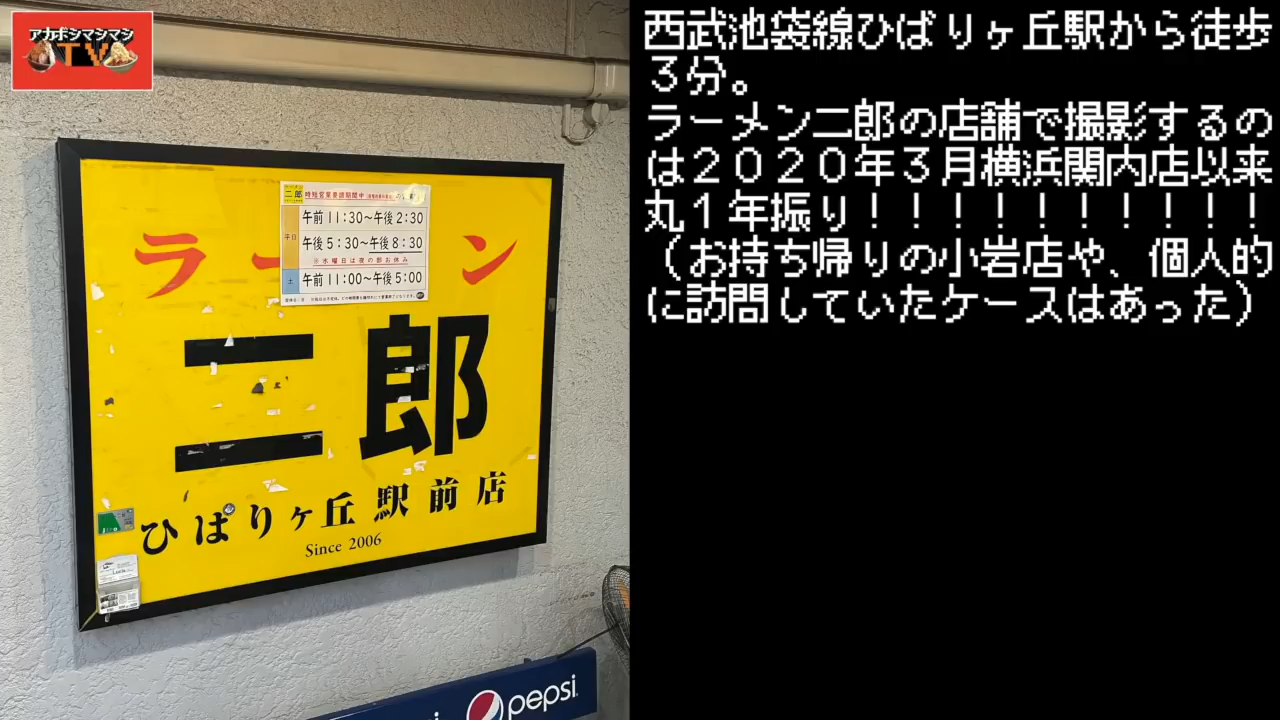 アカボシマシマシ
TV
西武池袋線ひばりヶ丘駅から徒歩
3分。
ラーメン二郎の店舗で撮影するの
は2020年3月横浜関内店以来
丸1年振り!!!!!!!!!!
(お持ち帰りの小岩店や、個人的
に訪問していたケースはあった)
二郎
時短営業要請期間中
平日
午前 11:30〜午後 2:30
午後 5:30〜午後 8:30
※水曜日は夜の部お休み
土
午前 11:00〜午後 5:00
ラー ン
二郎
ひばりヶ丘駅前店
Since 2006
pepsi